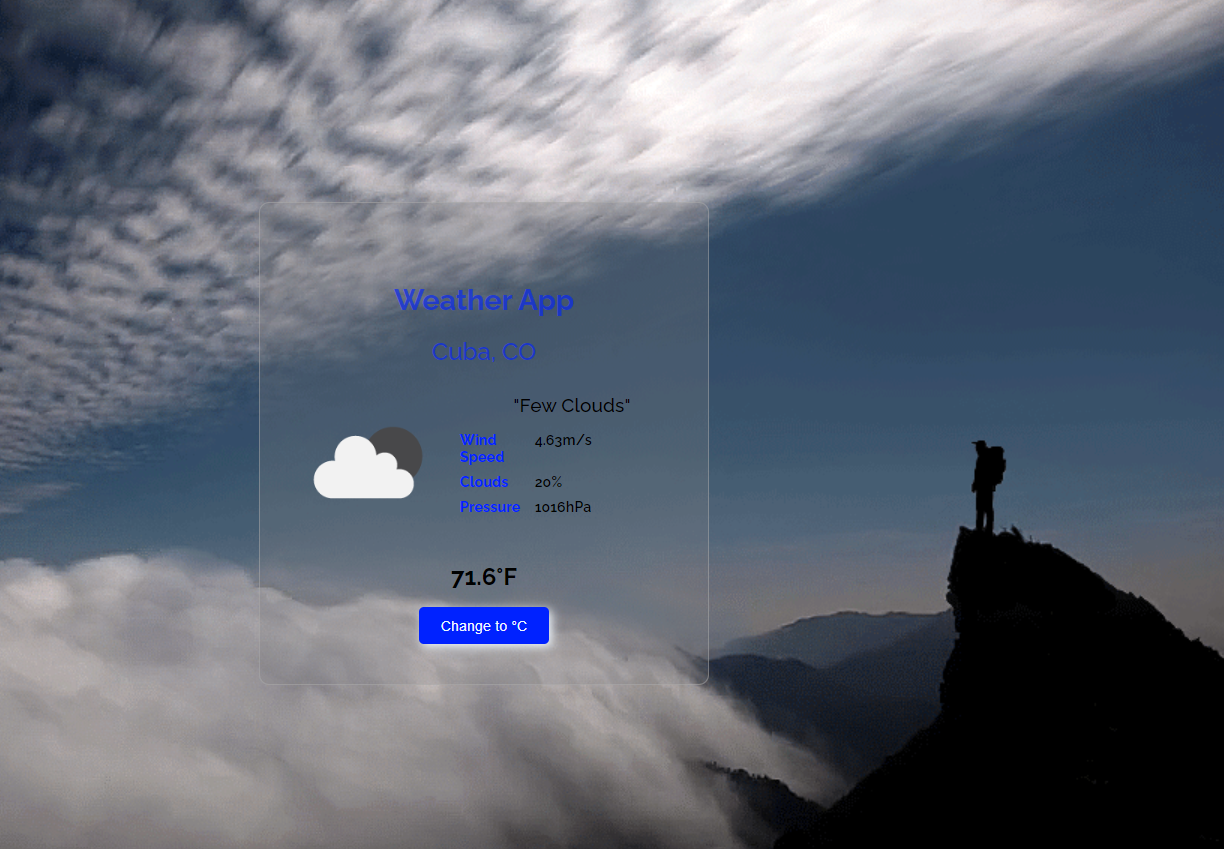 Weather App
Cuba, CO
"Few Clouds"
Wind Speed 4.63m/s
Clouds 20%
Pressure 1016hPa
71.6°F
Change to °C